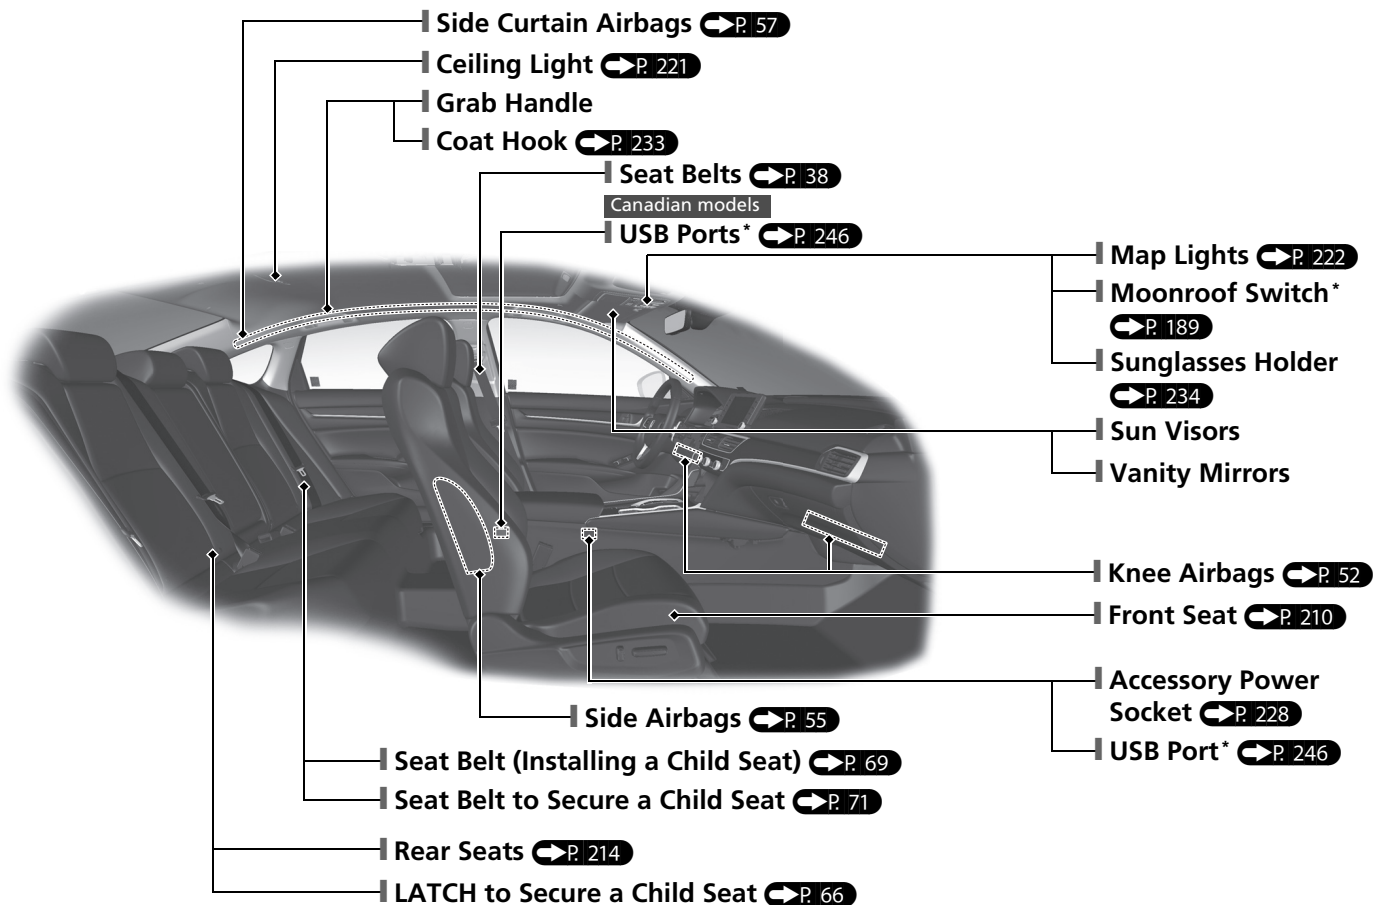 Side Curtain Airbags P. 57
Ceiling Light P. 221
Grab Handle
Coat Hook P. 233
Seat Belts P. 38
Canadian models
USB Ports* P. 246
Map Lights P. 222
Moonroof Switch*
P. 189
Sunglasses Holder
P. 234
Sun Visors
Vanity Mirrors
Knee Airbags P. 52
Front Seat P. 210
Accessory Power
Socket P. 228
USB Port* P. 246
Side Airbags P. 55
Seat Belt (Installing a Child Seat) P. 69
Seat Belt to Secure a Child Seat P. 71
Rear Seats P. 214
LATCH to Secure a Child Seat P. 66